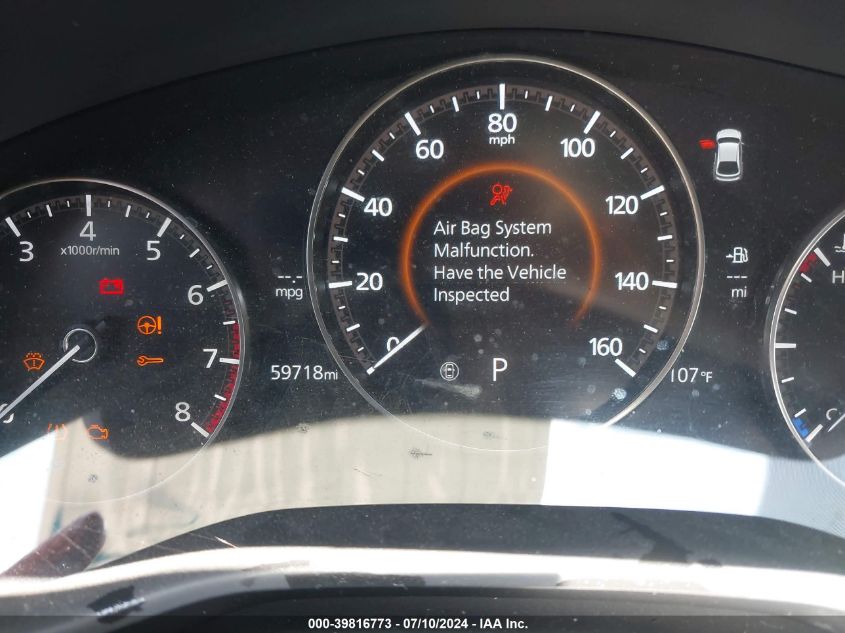 80
mph
60
100
40
120
Air Bag System
Malfunction.
Have the Vehicle
Inspected
4
x1000r/min
3
5
6
7
8
20
140
--.-
mpg
---
mi
0
160
59718mi
P
107°F
H
C
000-39816773 - 07/10/2024 - IAA Inc.